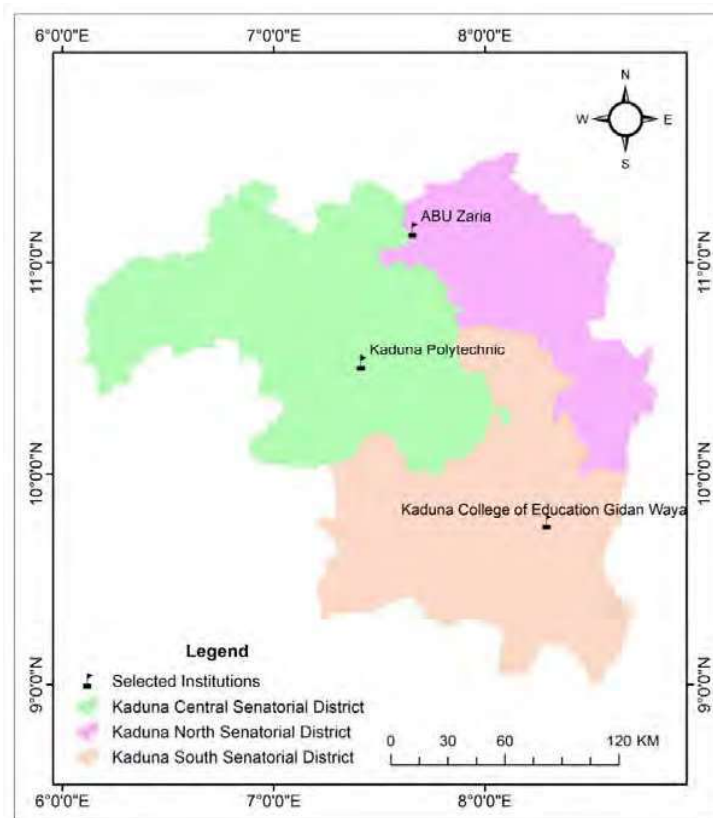 6°0'0"E 7°0'0"E 8°0'0"E
N
W E
S
ABU Zaria
11°0'0"N 11°0'0"N
Kaduna Polytechnic
10°0'0"N 10°0'0"N
Kaduna College of Education Gidan Waya
Legend
Selected Institutions
9°0'0"N 9°0'0"N
Kaduna Central Senatorial District
Kaduna North Senatorial District
Kaduna South Senatorial District
0 30 60 120 KM
6°0'0"E 7°0'0"E 8°0'0"E